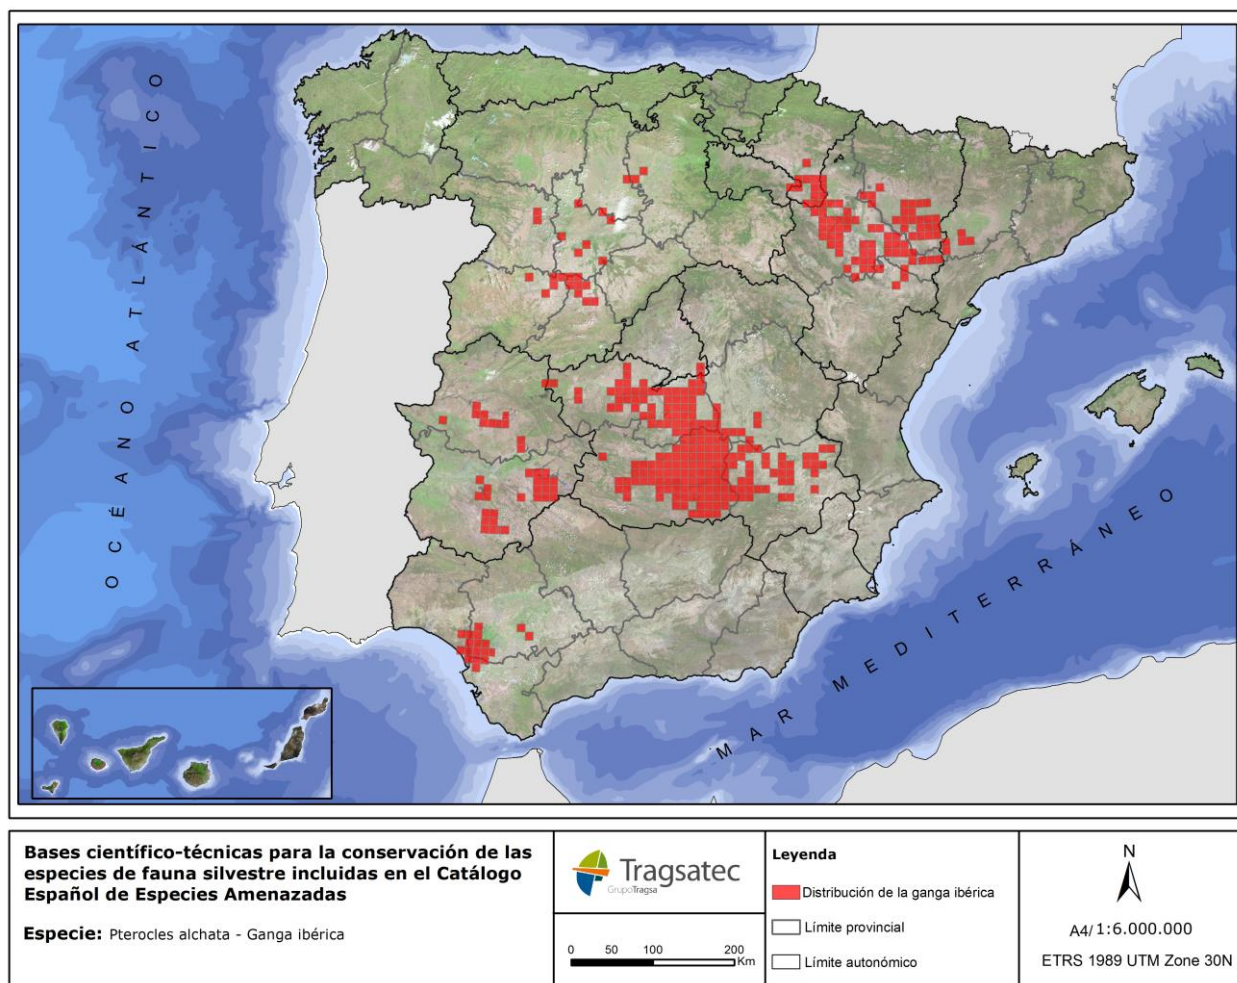 OCÉANO ATLÁNTICO
MAR MEDITERRÁNEO
Bases científico-técnicas para la conservación de las
especies de fauna silvestre incluidas en el Catálogo
Español de Especies Amenazadas
Especie: Pterocles alchata - Ganga ibérica
Tragsatec
GrupoTragsa
0 50 100 200
Km
Leyenda
Distribución de la ganga ibérica
Límite provincial
Límite autonómico
N
A4/ 1:6.000.000
ETRS 1989 UTM Zone 30N